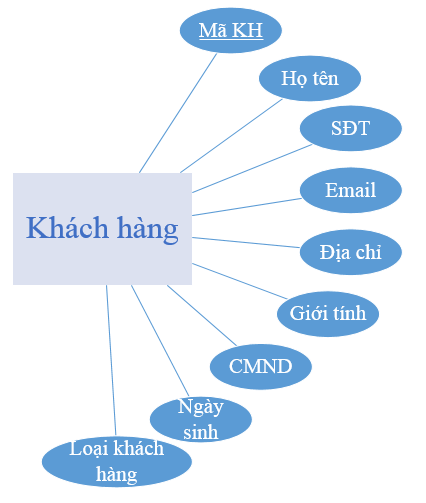 Mã KH
Họ tên
SĐT
Email
Khách hàng
Địa chỉ
Giới tính
CMND
Ngày
sinh
Loại khách
hàng